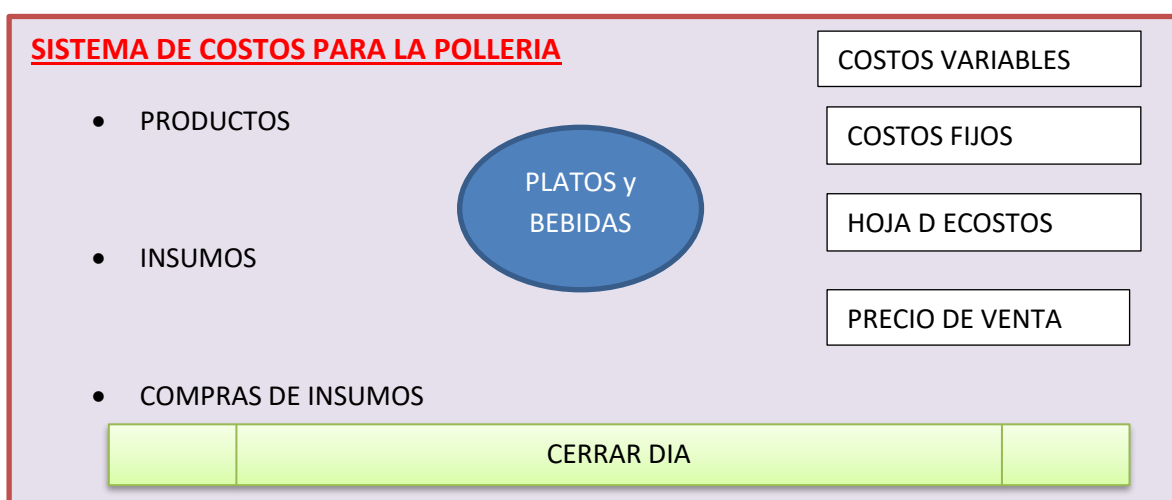 SISTEMA DE COSTOS PARA LA POLLERIA
COSTOS VARIABLES
PRODUCTOS
COSTOS FIJOS
PLATOS y
BEBIDAS
HOJA D ECOSTOS
INSUMOS
PRECIO DE VENTA
COMPRAS DE INSUMOS
CERRAR DIA